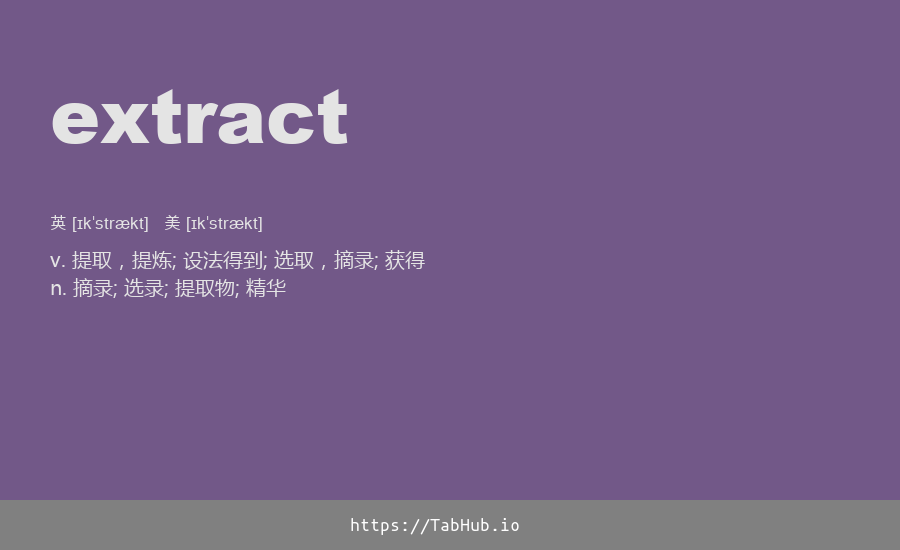 extract
英 [ɪkˈstrækt] 美 [ɪkˈstrækt]
v. 提取，提炼; 设法得到; 选取，摘录; 获得
n. 摘录; 选录; 提取物; 精华
https://TabHub.io